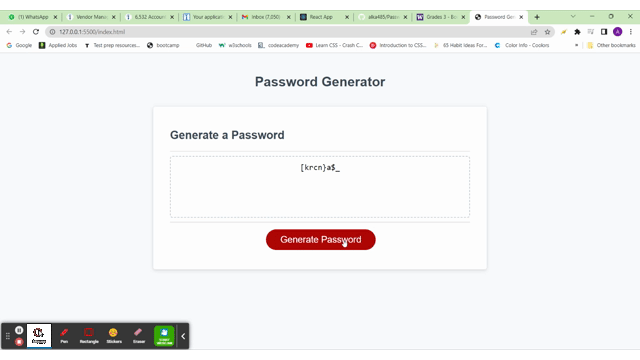 (1) WhatsApp
Vendor Manag
6,532 Accoun
Your applicat
Inbox (7,050)
React App
alka485/Passw
Grades 3 - Bo
Password Gen
127.0.0.1:5500/index.html
Google
Applied Jobs
Test prep resources...
bootcamp
GitHub
w3schools
codeacademy
Learn CSS - Crash C...
Introduction to CSS...
65 Habit Ideas For...
Color Info - Coolors
»
Other bookmarks
Password Generator
Generate a Password
[krcn}a$_
Generate Password
Pen
Rectangle
Stickers
Eraser